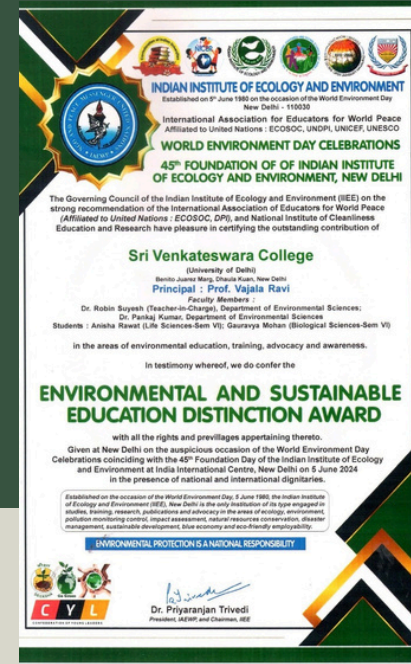 INDIAN INSTITUTE OF ECOLOGY AND ENVIRONMENT
Established on 5th June 1980 on the occasion of the World Environment Day
New Delhi - 110030
International Association for Educators for World Peace
Affiliated to United Nations : ECOSOC, UNDPI, UNICEF, UNESCO
WORLD ENVIRONMENT DAY CELEBRATIONS
45th FOUNDATION OF OF INDIAN INSTITUTE
OF ECOLOGY AND ENVIRONMENT, NEW DELHI
The Governing Council of the Indian Institute of Ecology and Environment (IIEE) on the
strong recommendation of the International Association of Educators for World Peace
(Affiliated to United Nations : ECOSOC, DPI), and National Institute of Cleanliness
Education and Research have pleasure in certifying the outstanding contribution of
Sri Venkateswara College
(University of Delhi)
Benito Juarez Marg, Dhaula Kuan, New Delhi
Principal : Prof. Vajala Ravi
Faculty Members :
Dr. Robin Suyesh (Teacher-in-Charge), Department of Environmental Sciences;
Dr. Pankaj Kumar, Department of Environmental Sciences
Students : Anisha Rawat (Life Sciences-Sem VI); Gauravya Mohan (Biological Sciences-Sem VI)
in the areas of environmental education, training, advocacy and awareness.
In testimony whereof, we do confer the
ENVIRONMENTAL AND SUSTAINABLE
EDUCATION DISTINCTION AWARD
with all the rights and previllages appertaining thereto.
Given at New Delhi on the auspicious occasion of the World Environment Day
Celebrations coinciding with the 45th Foundation Day of the Indian Institute of Ecology
and Environment at India International Centre, New Delhi on 5 June 2024
in the presence of national and international dignitaries.
Established on the occasion of the World Environment Day, 5 June 1980, the Indian Institute
of Ecology and Environment (IIEE), New Delhi is the only Institution of its type engaged in
studies, training, research, publications and advocacy in the areas of ecology, environment,
pollution monitoring control, impact assessment, natural resources conservation, disaster
management, sustainable development, blue economy and eco-friendly employability.
ENVIRONMENTAL PROTECTION IS A NATIONAL RESPONSIBILITY
C Y L
CONFEDERATION OF YOUNG LEADERS
Dr. Priyaranjan Trivedi
President, IAEWP, and Chairman, IIEE